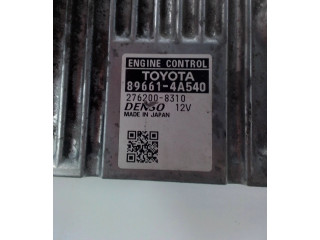 ENGINE CONTROL
TOYOTA
89661-4A540
276200-8310
DENSO 12V
MADE IN JAPAN